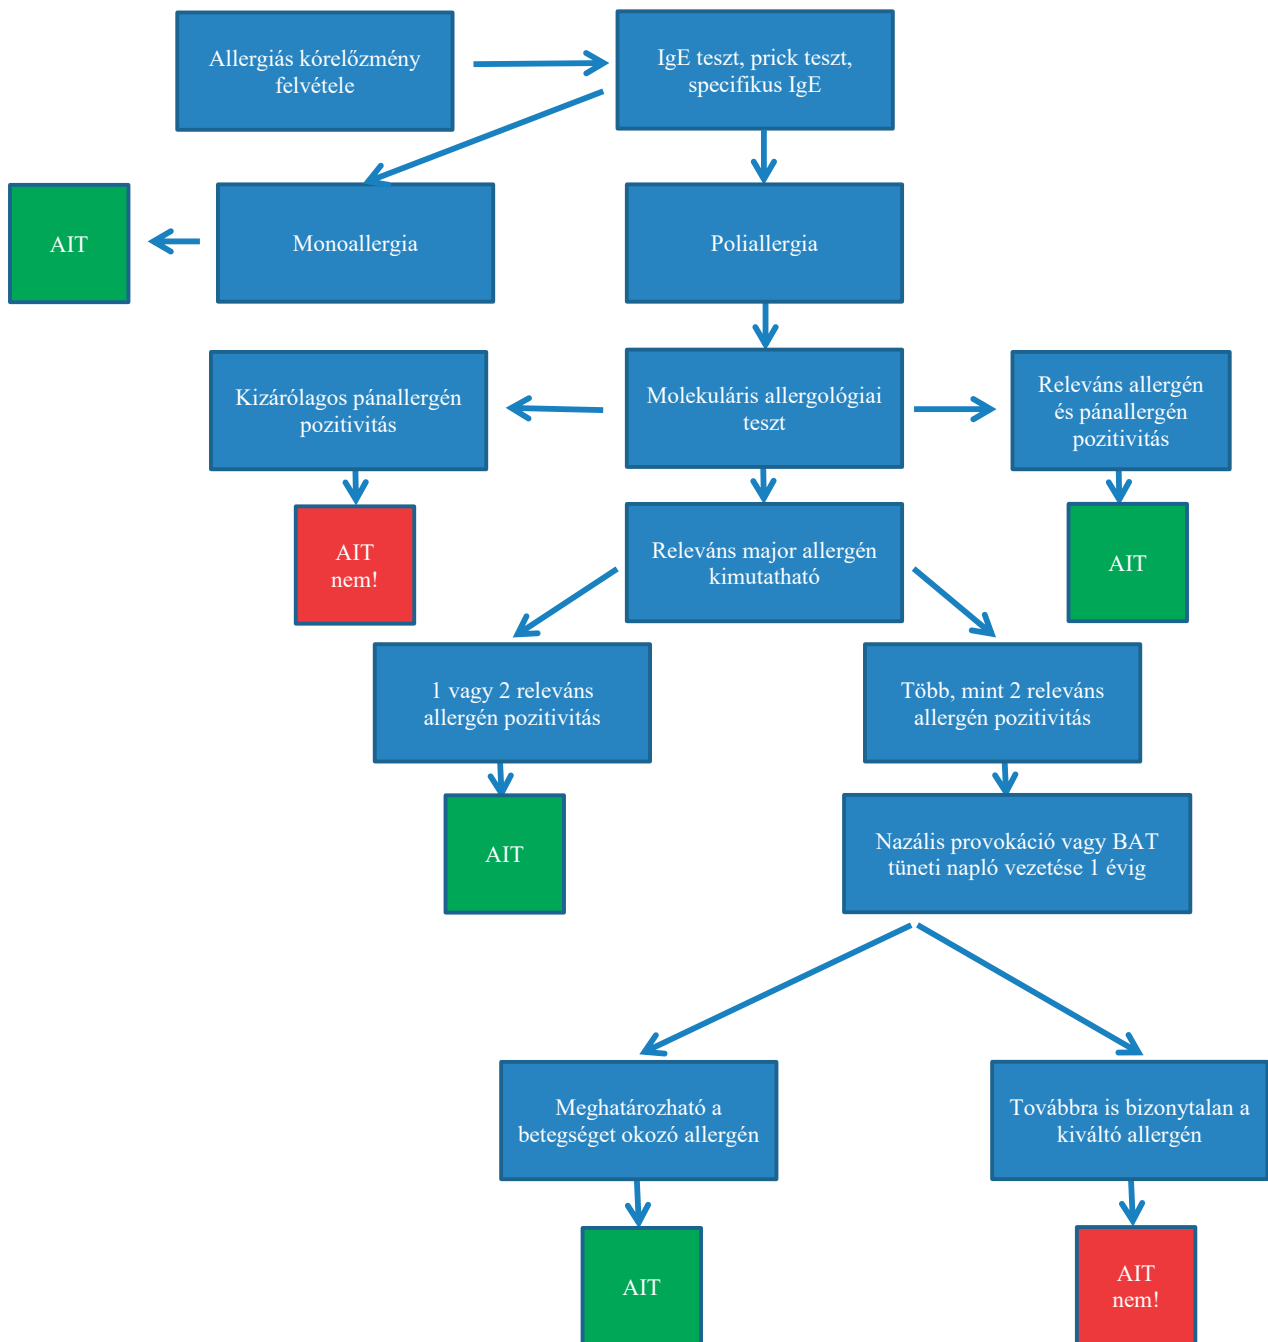 Allergiás kórelőzmény
felvétele
IgE teszt, prick teszt,
specifikus IgE
AIT
Monoallergia
Poliallergia
Kizárólagos pánallergén
pozitivitás
Molekuláris allergológiai
teszt
Releváns allergén
és pánallergén
pozitivitás
AIT
nem!
Releváns major allergén
kimutatható
AIT
1 vagy 2 releváns
allergén pozitivitás
Több, mint 2 releváns
allergén pozitivitás
AIT
Nazális provokáció vagy BAT
tüneti napló vezetése 1 évig
Meghatározható a
betegséget okozó allergén
Továbbra is bizonytalan a
kiváltó allergén
AIT
AIT
nem!